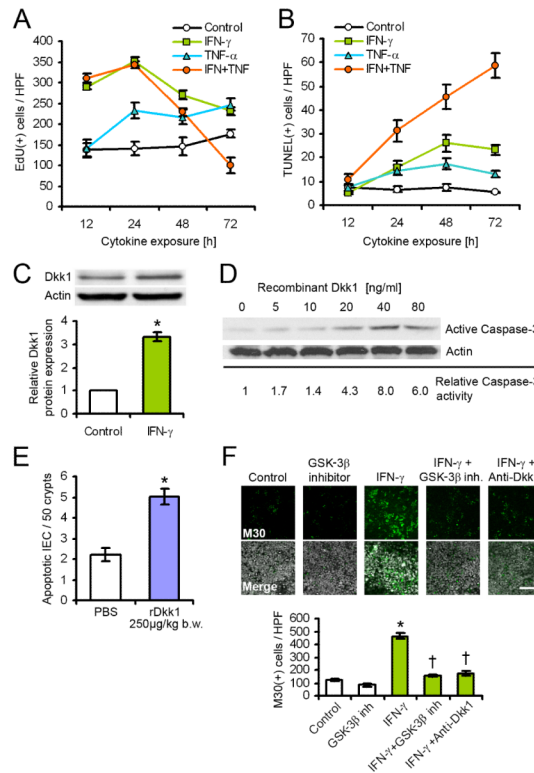 A
Control
IFN-γ
TNF-α
IFN+TNF
EdU(+) cells / HPF
400
350
300
250
200
150
100
50
0
12 24 48 72
Cytokine exposure [h]
B
Control
IFN-γ
TNF-α
IFN+TNF
TUNEL(+) cells / HPF
70
60
50
40
30
20
10
0
12 24 48 72
Cytokine exposure [h]
C
Dkk1
Actin
Relative Dkk1
protein expression
4
3
2
1
0
*
Control IFN-γ
D
Recombinant Dkk1 [ng/ml]
0 5 10 20 40 80
Active Caspase-3
Actin
1 1.7 1.4 4.3 8.0 6.0
Relative Caspase-3
activity
E
Apoptotic IEC / 50 crypts
6
5
4
3
2
1
0
*
PBS rDkk1
250µg/kg b.w.
F
Control
GSK-3β
inhibitor
IFN-γ
IFN-γ +
GSK-3β inh.
IFN-γ +
Anti-Dkk1
M30
Merge
M30(+) cells / HPF
600
500
400
300
200
100
0
*
† †
Control
GSK-3β inh
IFN-γ
IFN-γ+GSK-3β inh
IFN-γ+Anti-Dkk1